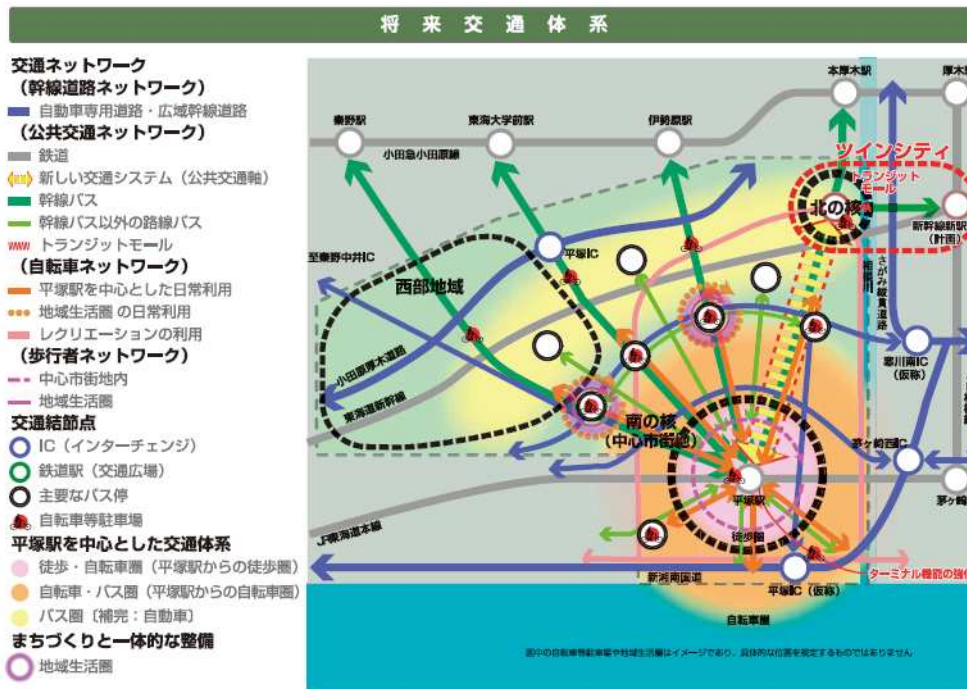 将来交通体系
交通ネットワーク
（幹線道路ネットワーク）
自動車専用道路・広域幹線道路
（公共交通ネットワーク）
鉄道
新しい交通システム（公共交通軸）
幹線バス
幹線バス以外の路線バス
トランジットモール
（自転車ネットワーク）
平塚駅を中心とした日常利用
地域生活圏の日常利用
レクリエーションの利用
（歩行者ネットワーク）
中心市街地内
地域生活圏
交通結節点
IC（インターチェンジ）
鉄道駅（交通広場）
主要なバス停
自転車等駐車場
平塚駅を中心とした交通体系
徒歩・自転車圏（平塚駅からの徒歩圏）
自転車・バス圏（平塚駅からの自転車圏）
バス圏〔補完：自動車〕
まちづくりと一体的な整備
地域生活圏
本厚木駅
厚木
秦野駅
東海大学前駅
伊勢原駅
小田急小田原線
ツインシティ
トランジット
モール
北の核
新幹線新駅
（計画）
至秦野中井IC
平塚IC
西部地域
相模川
さがみ縦貫道路
小田原厚木道路
東海道新幹線
寒川南IC
（仮称）
南の核
（中心市街地）
茅ヶ崎西IC
平塚駅
茅ヶ崎
徒歩圏
JR東海道本線
新湘南国道
ターミナル機能の強化
平塚IC（仮称）
自転車圏
図中の自転車等駐車場や地域生活圏はイメージであり、具体的な位置を規定するものではありません